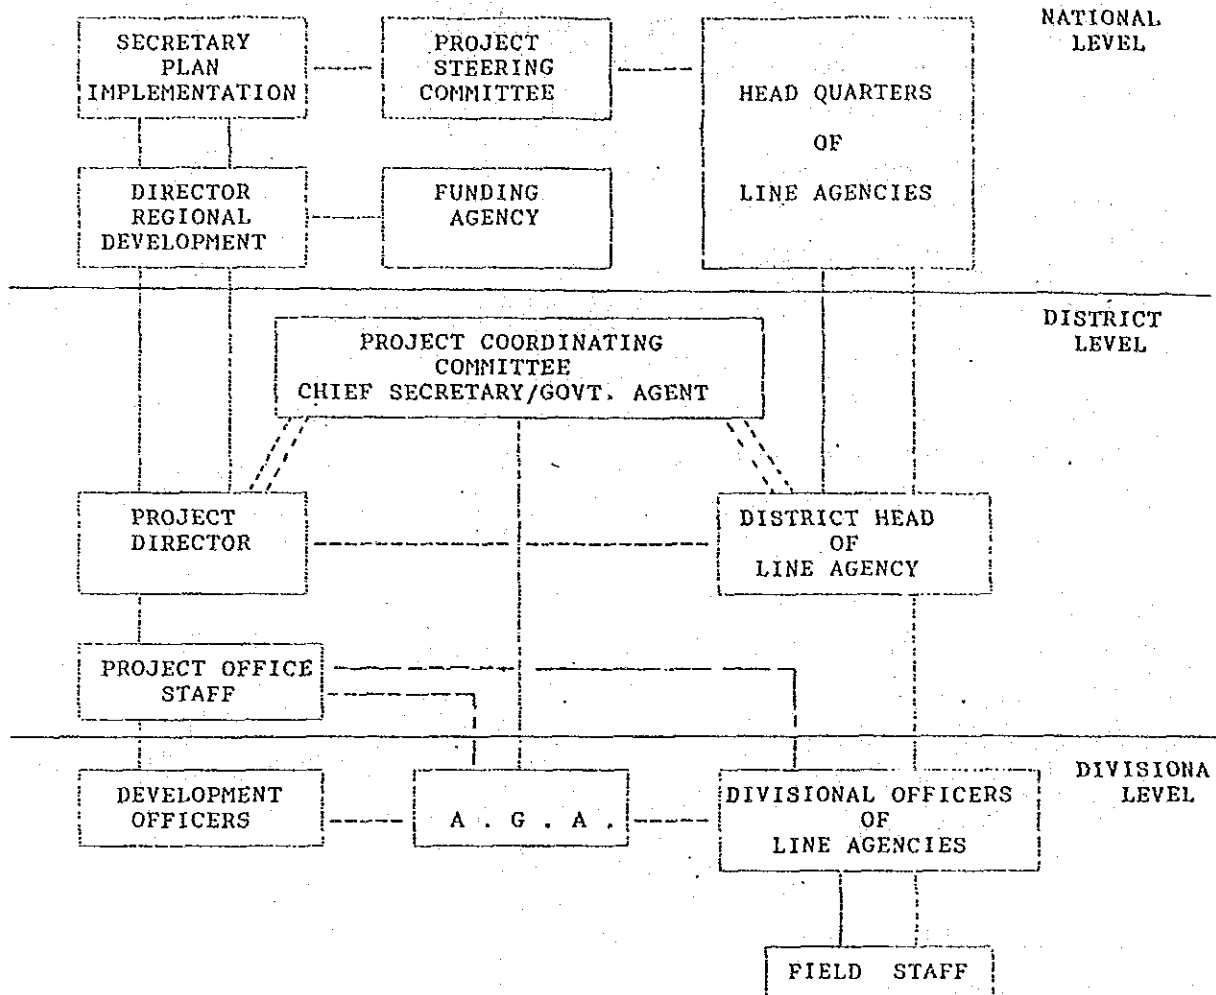 NATIONAL
LEVEL
SECRETARY
PLAN
IMPLEMENTATION
PROJECT
STEERING
COMMITTEE
HEAD QUARTERS
OF
LINE AGENCIES
DIRECTOR
REGIONAL
DEVELOPMENT
FUNDING
AGENCY
DISTRICT
LEVEL
PROJECT COORDINATING
COMMITTEE
CHIEF SECRETARY/GOVT. AGENT
PROJECT
DIRECTOR
DISTRICT HEAD
OF
LINE AGENCY
PROJECT OFFICE
STAFF
DIVISIONA
LEVEL
DEVELOPMENT
OFFICERS
A . G . A .
DIVISIONAL OFFICERS
OF
LINE AGENCIES
FIELD STAFF